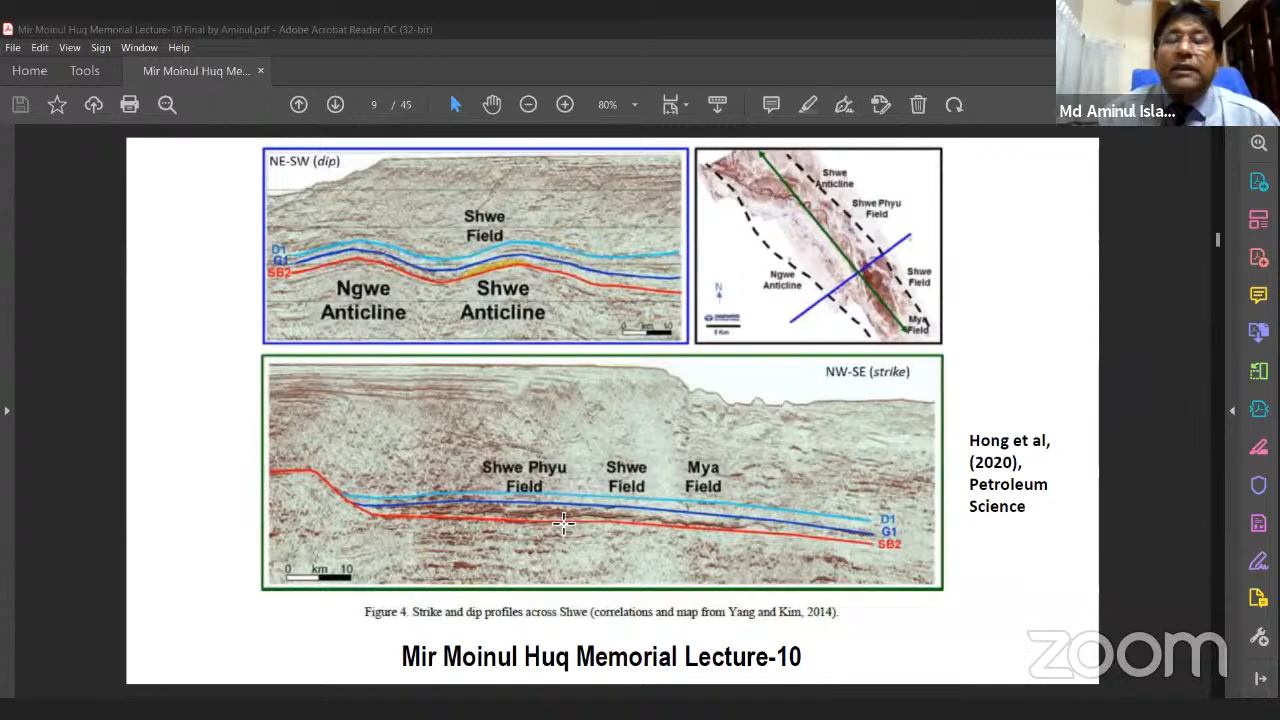 Mir Moinul Huq Memorial Lecture-10 Final by Aminul.pdf - Adobe Acrobat Reader DC (32-bit)
File Edit View Sign Window Help
Home Tools Mir Moinul Huq Me... ×
9 / 45 80%
Md Aminul Isla...
NE-SW (dip)
Shwe
Field
D1
G1
SB2
Ngwe
Anticline
Shwe
Anticline
0 km 10
Shwe
Anticline
Shwe Phyu
Field
Ngwe
Anticline
Shwe
Field
N
Mya
Field
NW-SE (strike)
Shwe Phyu
Field
Shwe
Field
Mya
Field
D1
G1
SB2
0 km 10
Hong et al,
(2020),
Petroleum
Science
Figure 4. Strike and dip profiles across Shwe (correlations and map from Yang and Kim, 2014).
Mir Moinul Huq Memorial Lecture-10
zoom